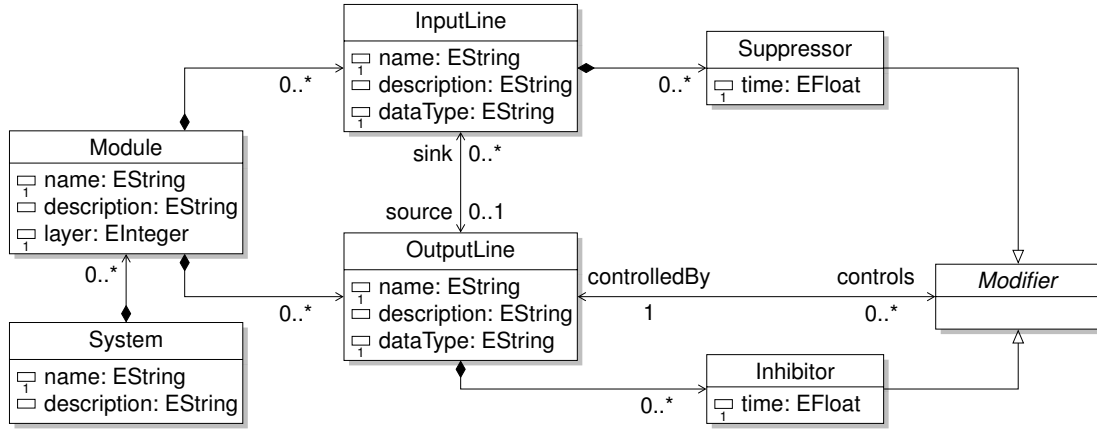 InputLine
1 name: EString
description: EString
1 dataType: EString
0..*
0..*
Suppressor
1 time: EFloat
Module
1 name: EString
description: EString
1 layer: EInteger
sink 0..*
source 0..1
0..*
0..*
OutputLine
1 name: EString
description: EString
1 dataType: EString
controlledBy
1
controls
0..*
Modifier
System
1 name: EString
description: EString
0..*
Inhibitor
1 time: EFloat